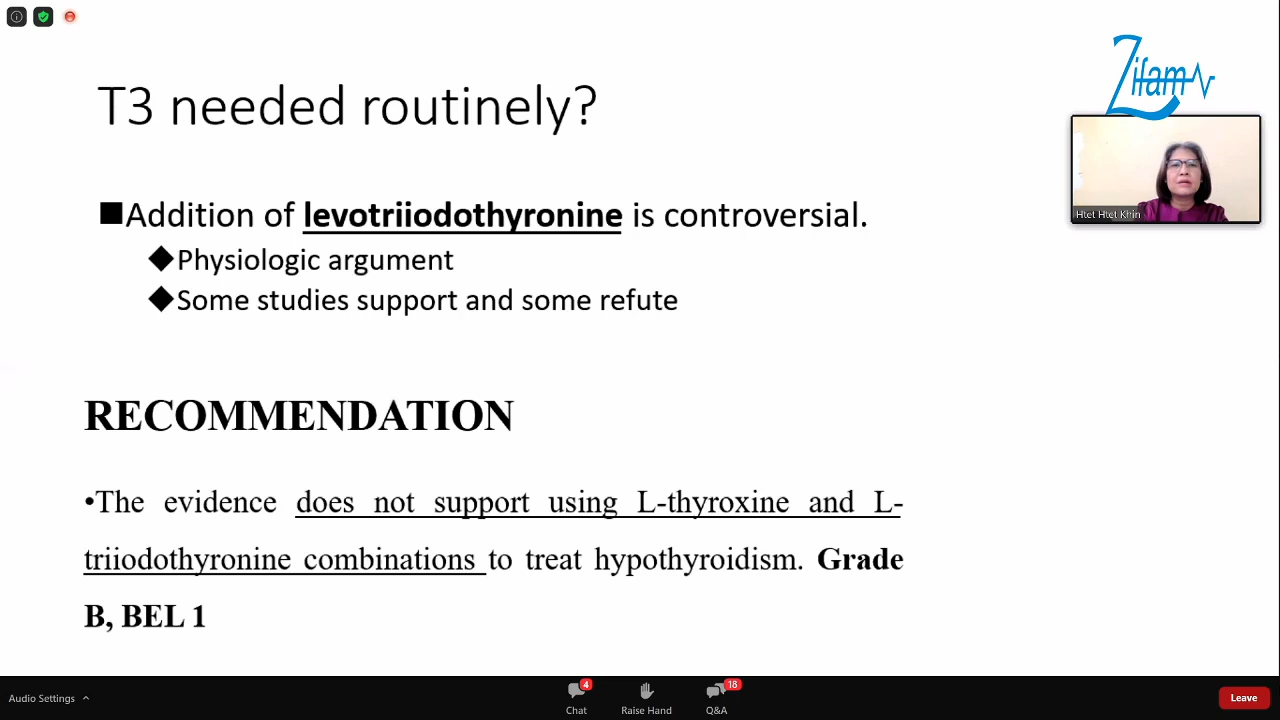 Zifam
T3 needed routinely?
Htet Htet Khin
■Addition of levotriiodothyronine is controversial.
◆Physiologic argument
◆Some studies support and some refute
RECOMMENDATION
•The evidence does not support using L-thyroxine and L-
triiodothyronine combinations to treat hypothyroidism. Grade
B, BEL 1
Audio Settings
4
Chat
Raise Hand
18
Q&A
Leave